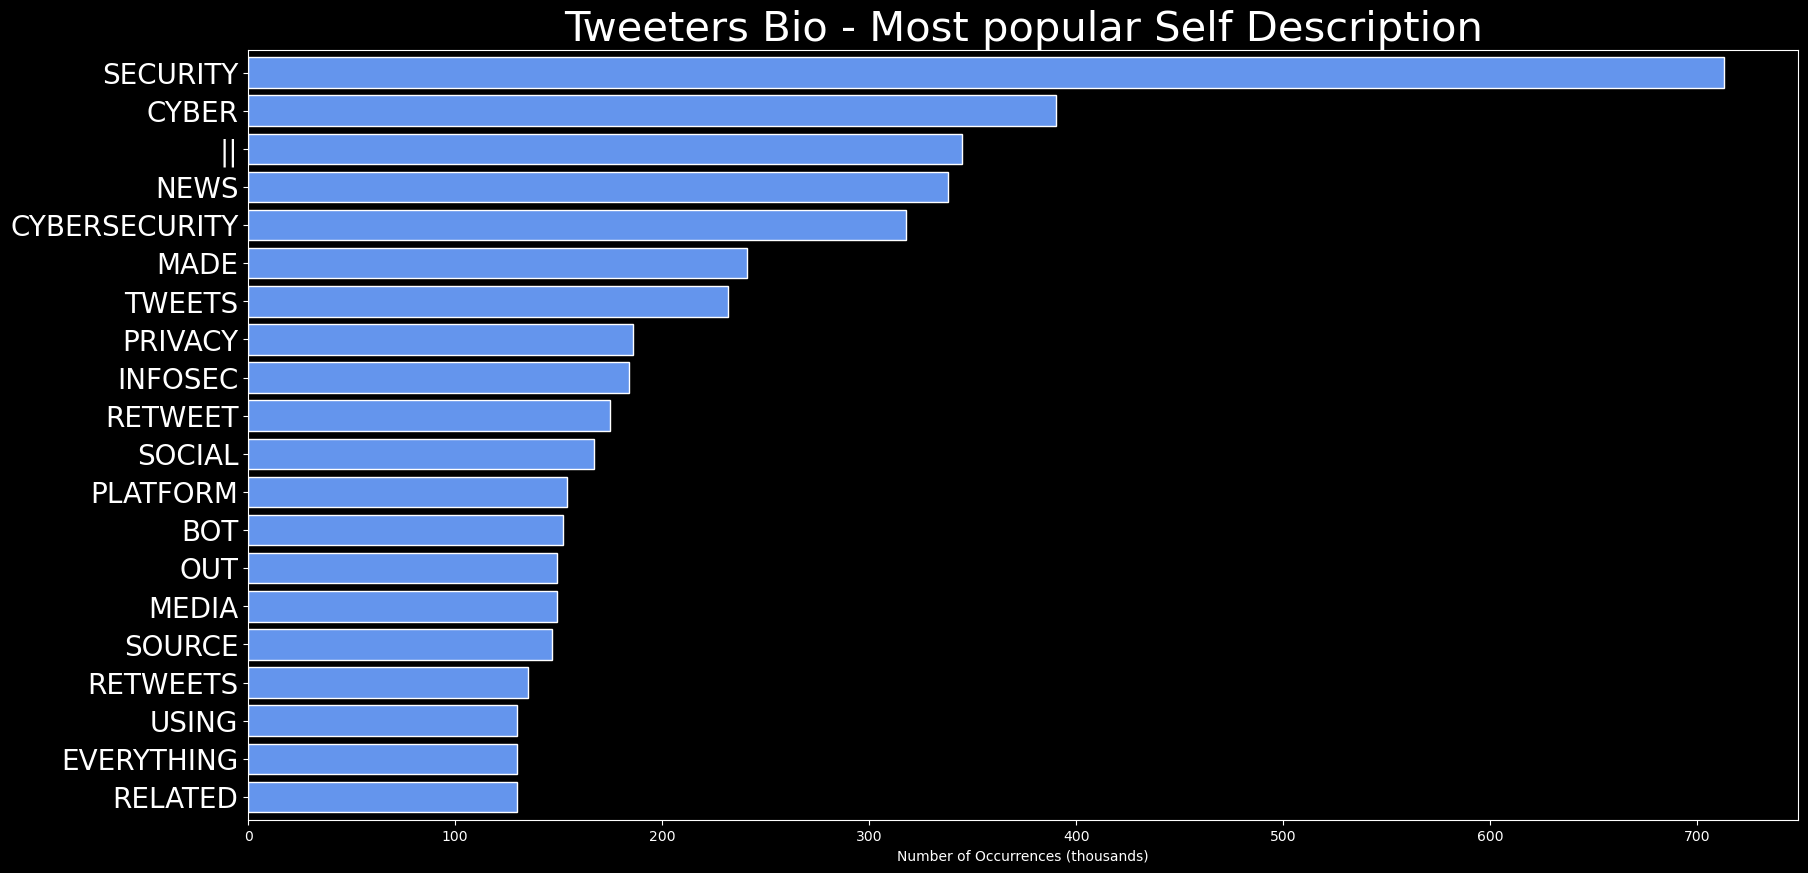 Tweeters Bio - Most popular Self Description
SECURITY
CYBER
||
NEWS
CYBERSECURITY
MADE
TWEETS
PRIVACY
INFOSEC
RETWEET
SOCIAL
PLATFORM
BOT
OUT
MEDIA
SOURCE
RETWEETS
USING
EVERYTHING
RELATED
0 100 200 300 400 500 600 700
Number of Occurrences (thousands)